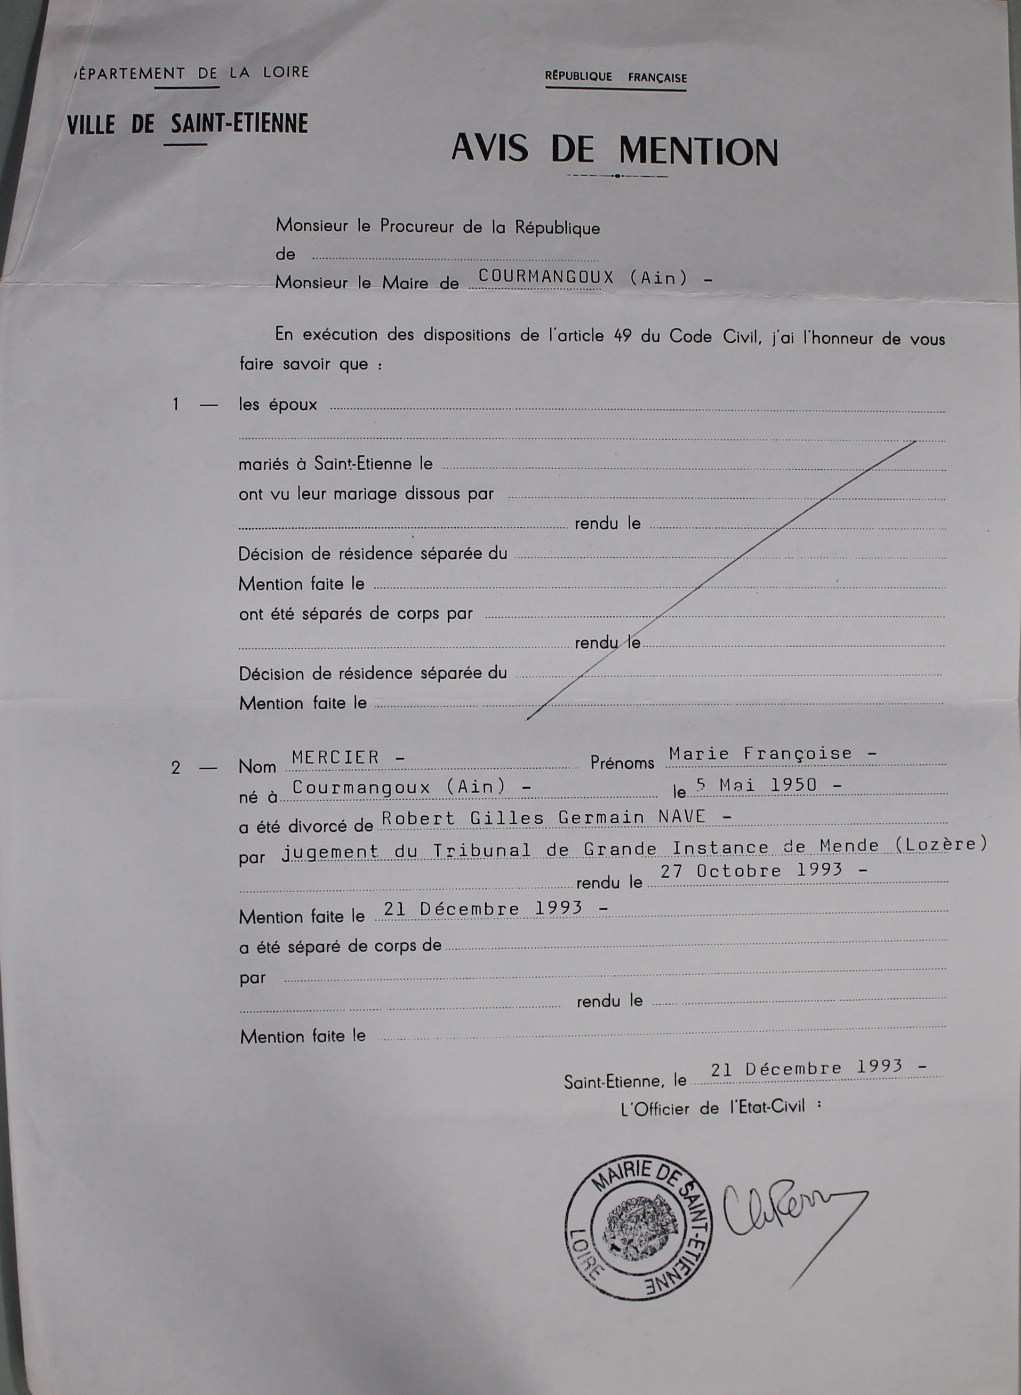 DÉPARTEMENT DE LA LOIRE
RÉPUBLIQUE FRANÇAISE
VILLE DE SAINT-ETIENNE
AVIS DE MENTION
Monsieur le Procureur de la République
de
Monsieur le Maire de COURMANGOUX (Ain) -
En exécution des dispositions de l'article 49 du Code Civil, j'ai l'honneur de vous
faire savoir que :
1 — les époux
mariés à Saint-Etienne le
ont vu leur mariage dissous par
rendu le
Décision de résidence séparée du
Mention faite le
ont été séparés de corps par
rendu le
Décision de résidence séparée du
Mention faite le
2 — Nom MERCIER - Prénoms Marie Françoise -
né à Courmangoux (Ain) - le 5 Mai 1950 -
a été divorcé de Robert Gilles Germain NAVE -
par jugement du Tribunal de Grande Instance de Mende (Lozère)
rendu le 27 Octobre 1993 -
Mention faite le 21 Décembre 1993 -
a été séparé de corps de
par
rendu le
Mention faite le
Saint-Etienne, le 21 Décembre 1993 -
L'Officier de l'Etat-Civil :
MAIRIE DE SAINT-ETIENNE
LOIRE